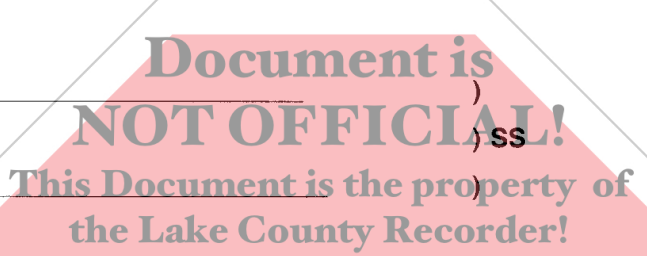 Document is
)
NOT OFFICIAL!
) SS
This Document is the property of
)
the Lake County Recorder!